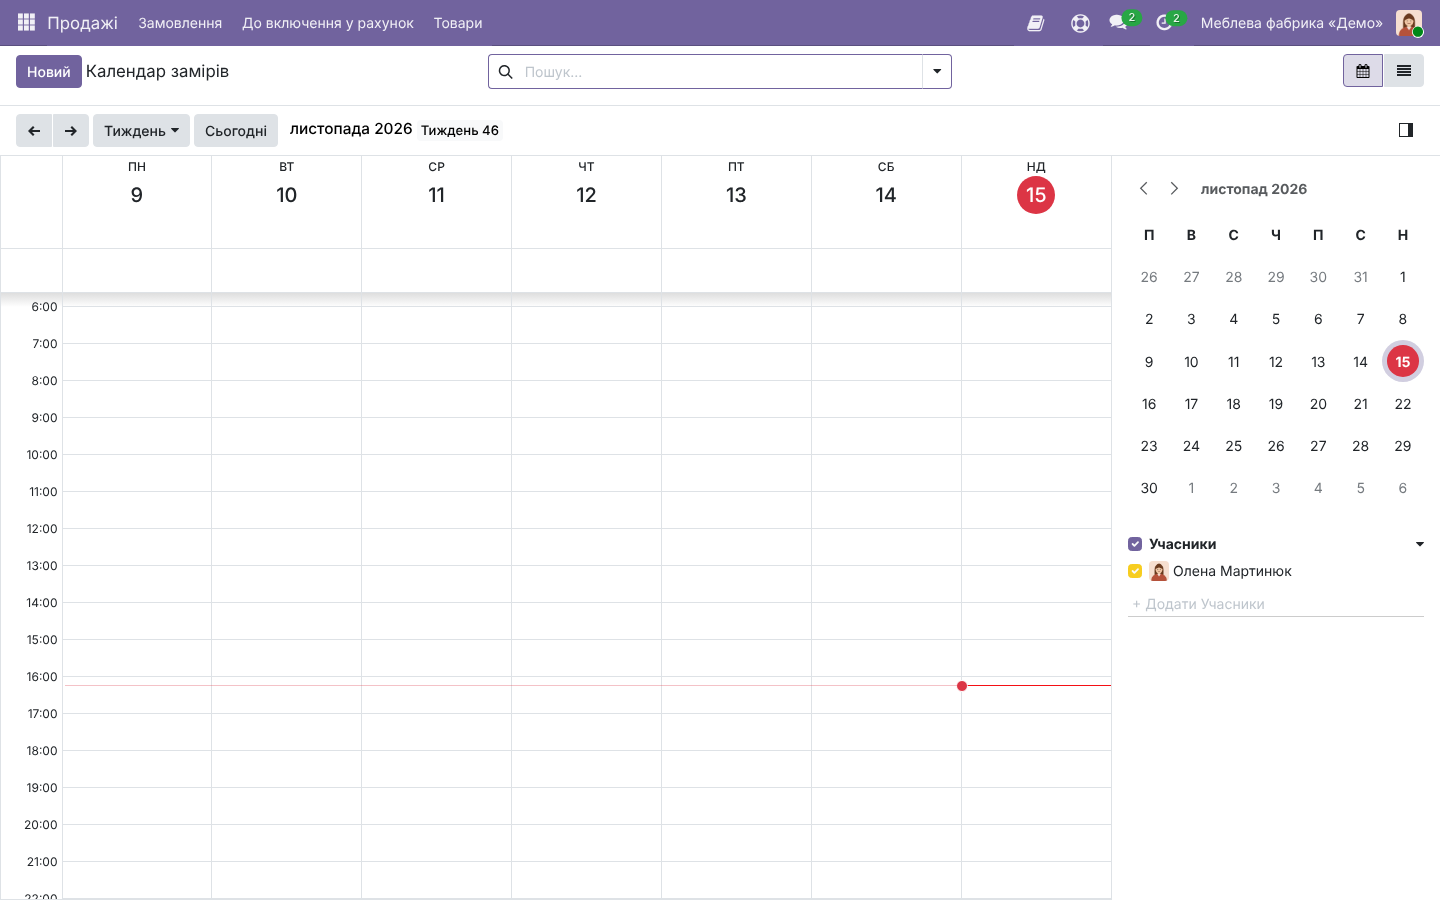 Продажі Замовлення До включення у рахунок Товари 2 2 Меблева фабрика «Демо»
Новий Календар замірів Пошук...
Тиждень Сьогодні листопада 2026 Тиждень 46
ПН ВТ СР ЧТ ПТ СБ НД
9 10 11 12 13 14 15
6:00
7:00
8:00
9:00
10:00
11:00
12:00
13:00
14:00
15:00
16:00
17:00
18:00
19:00
20:00
21:00
22:00
листопад 2026
П В С Ч П С Н
26 27 28 29 30 31 1
2 3 4 5 6 7 8
9 10 11 12 13 14 15
16 17 18 19 20 21 22
23 24 25 26 27 28 29
30 1 2 3 4 5 6
Учасники
Олена Мартинюк
+ Додати Учасники